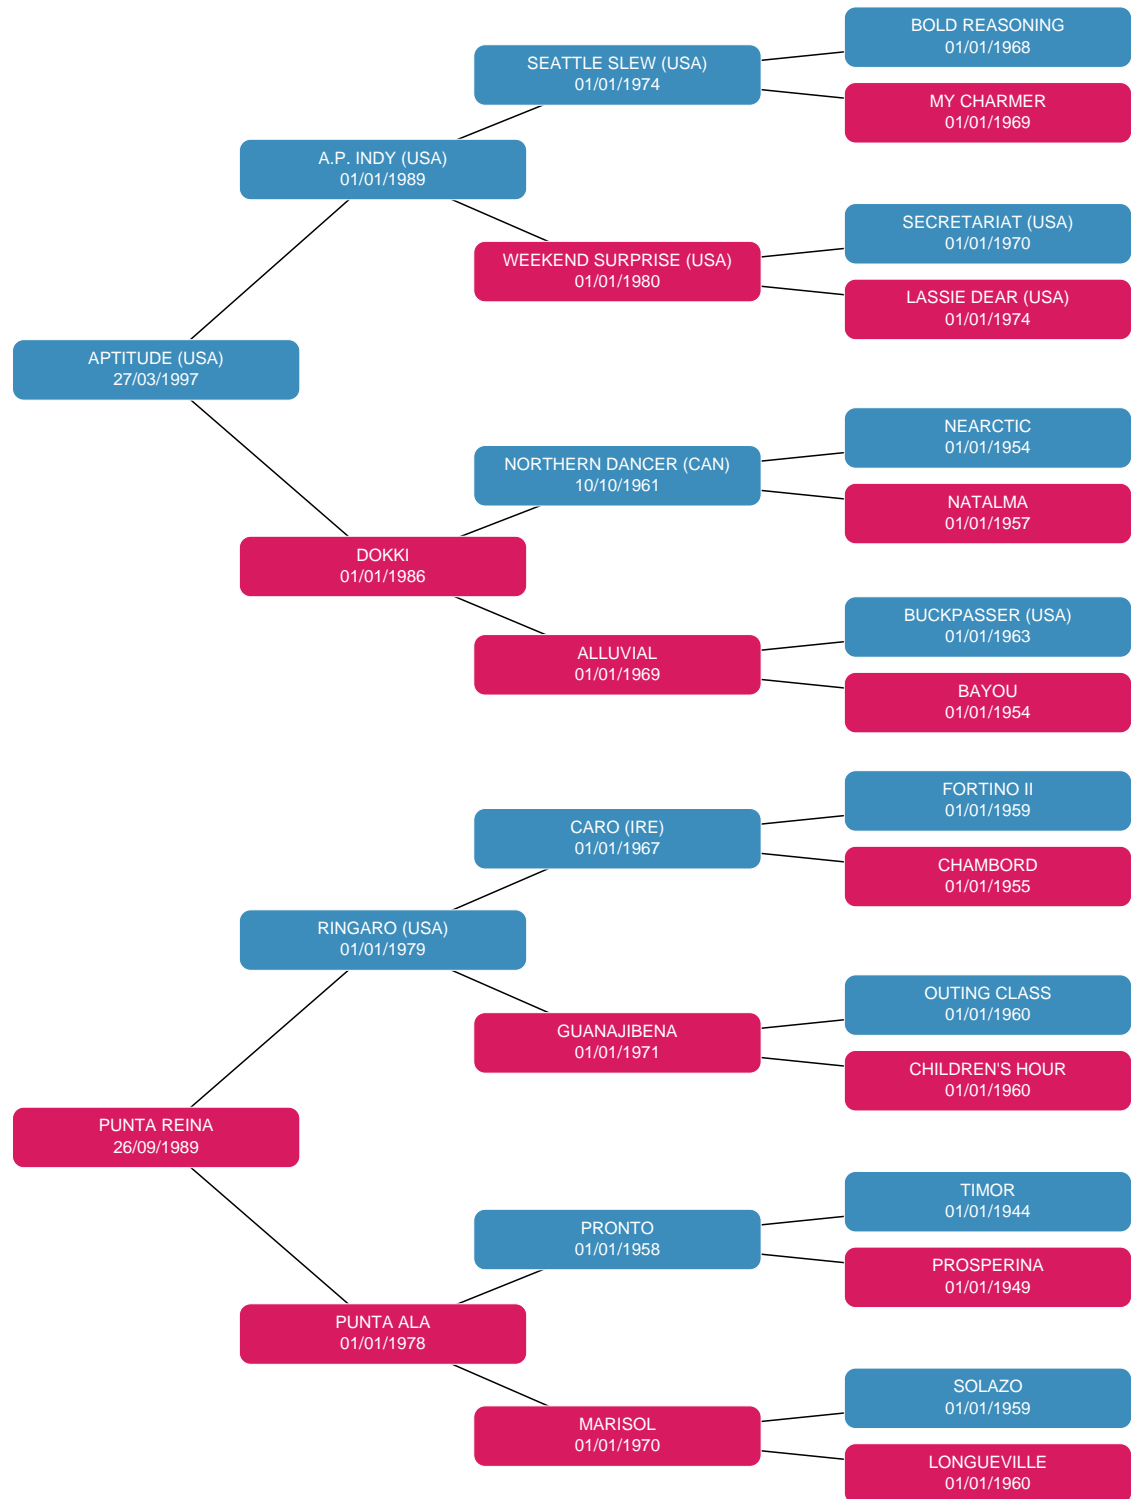 BOLD REASONING
01/01/1968
SEATTLE SLEW (USA)
01/01/1974
MY CHARMER
01/01/1969
A.P. INDY (USA)
01/01/1989
SECRETARIAT (USA)
01/01/1970
WEEKEND SURPRISE (USA)
01/01/1980
LASSIE DEAR (USA)
01/01/1974
APTITUDE (USA)
27/03/1997
NEARCTIC
01/01/1954
NORTHERN DANCER (CAN)
10/10/1961
NATALMA
01/01/1957
DOKKI
01/01/1986
BUCKPASSER (USA)
01/01/1963
ALLUVIAL
01/01/1969
BAYOU
01/01/1954
FORTINO II
01/01/1959
CARO (IRE)
01/01/1967
CHAMBORD
01/01/1955
RINGARO (USA)
01/01/1979
OUTING CLASS
01/01/1960
GUANAJIBENA
01/01/1971
CHILDREN'S HOUR
01/01/1960
PUNTA REINA
26/09/1989
TIMOR
01/01/1944
PRONTO
01/01/1958
PROSPERINA
01/01/1949
PUNTA ALA
01/01/1978
SOLAZO
01/01/1959
MARISOL
01/01/1970
LONGUEVILLE
01/01/1960